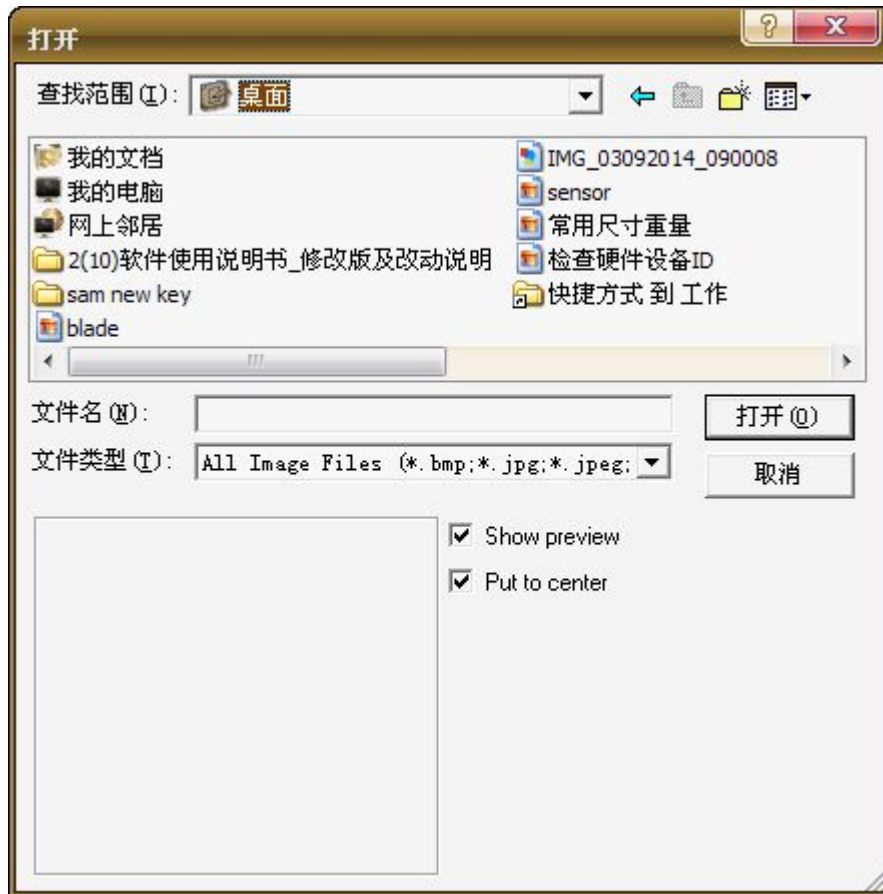 打开
查找范围(I): 桌面
我的文档
我的电脑
网上邻居
2(10)软件使用说明书_修改版及改动说明
sam new key
blade
IMG_03092014_090008
sensor
常用尺寸重量
检查硬件设备ID
快捷方式 到 工作
文件名(N):
打开(O)
文件类型(T): All Image Files (*.bmp;*.jpg;*.jpeg;
取消
Show preview
Put to center